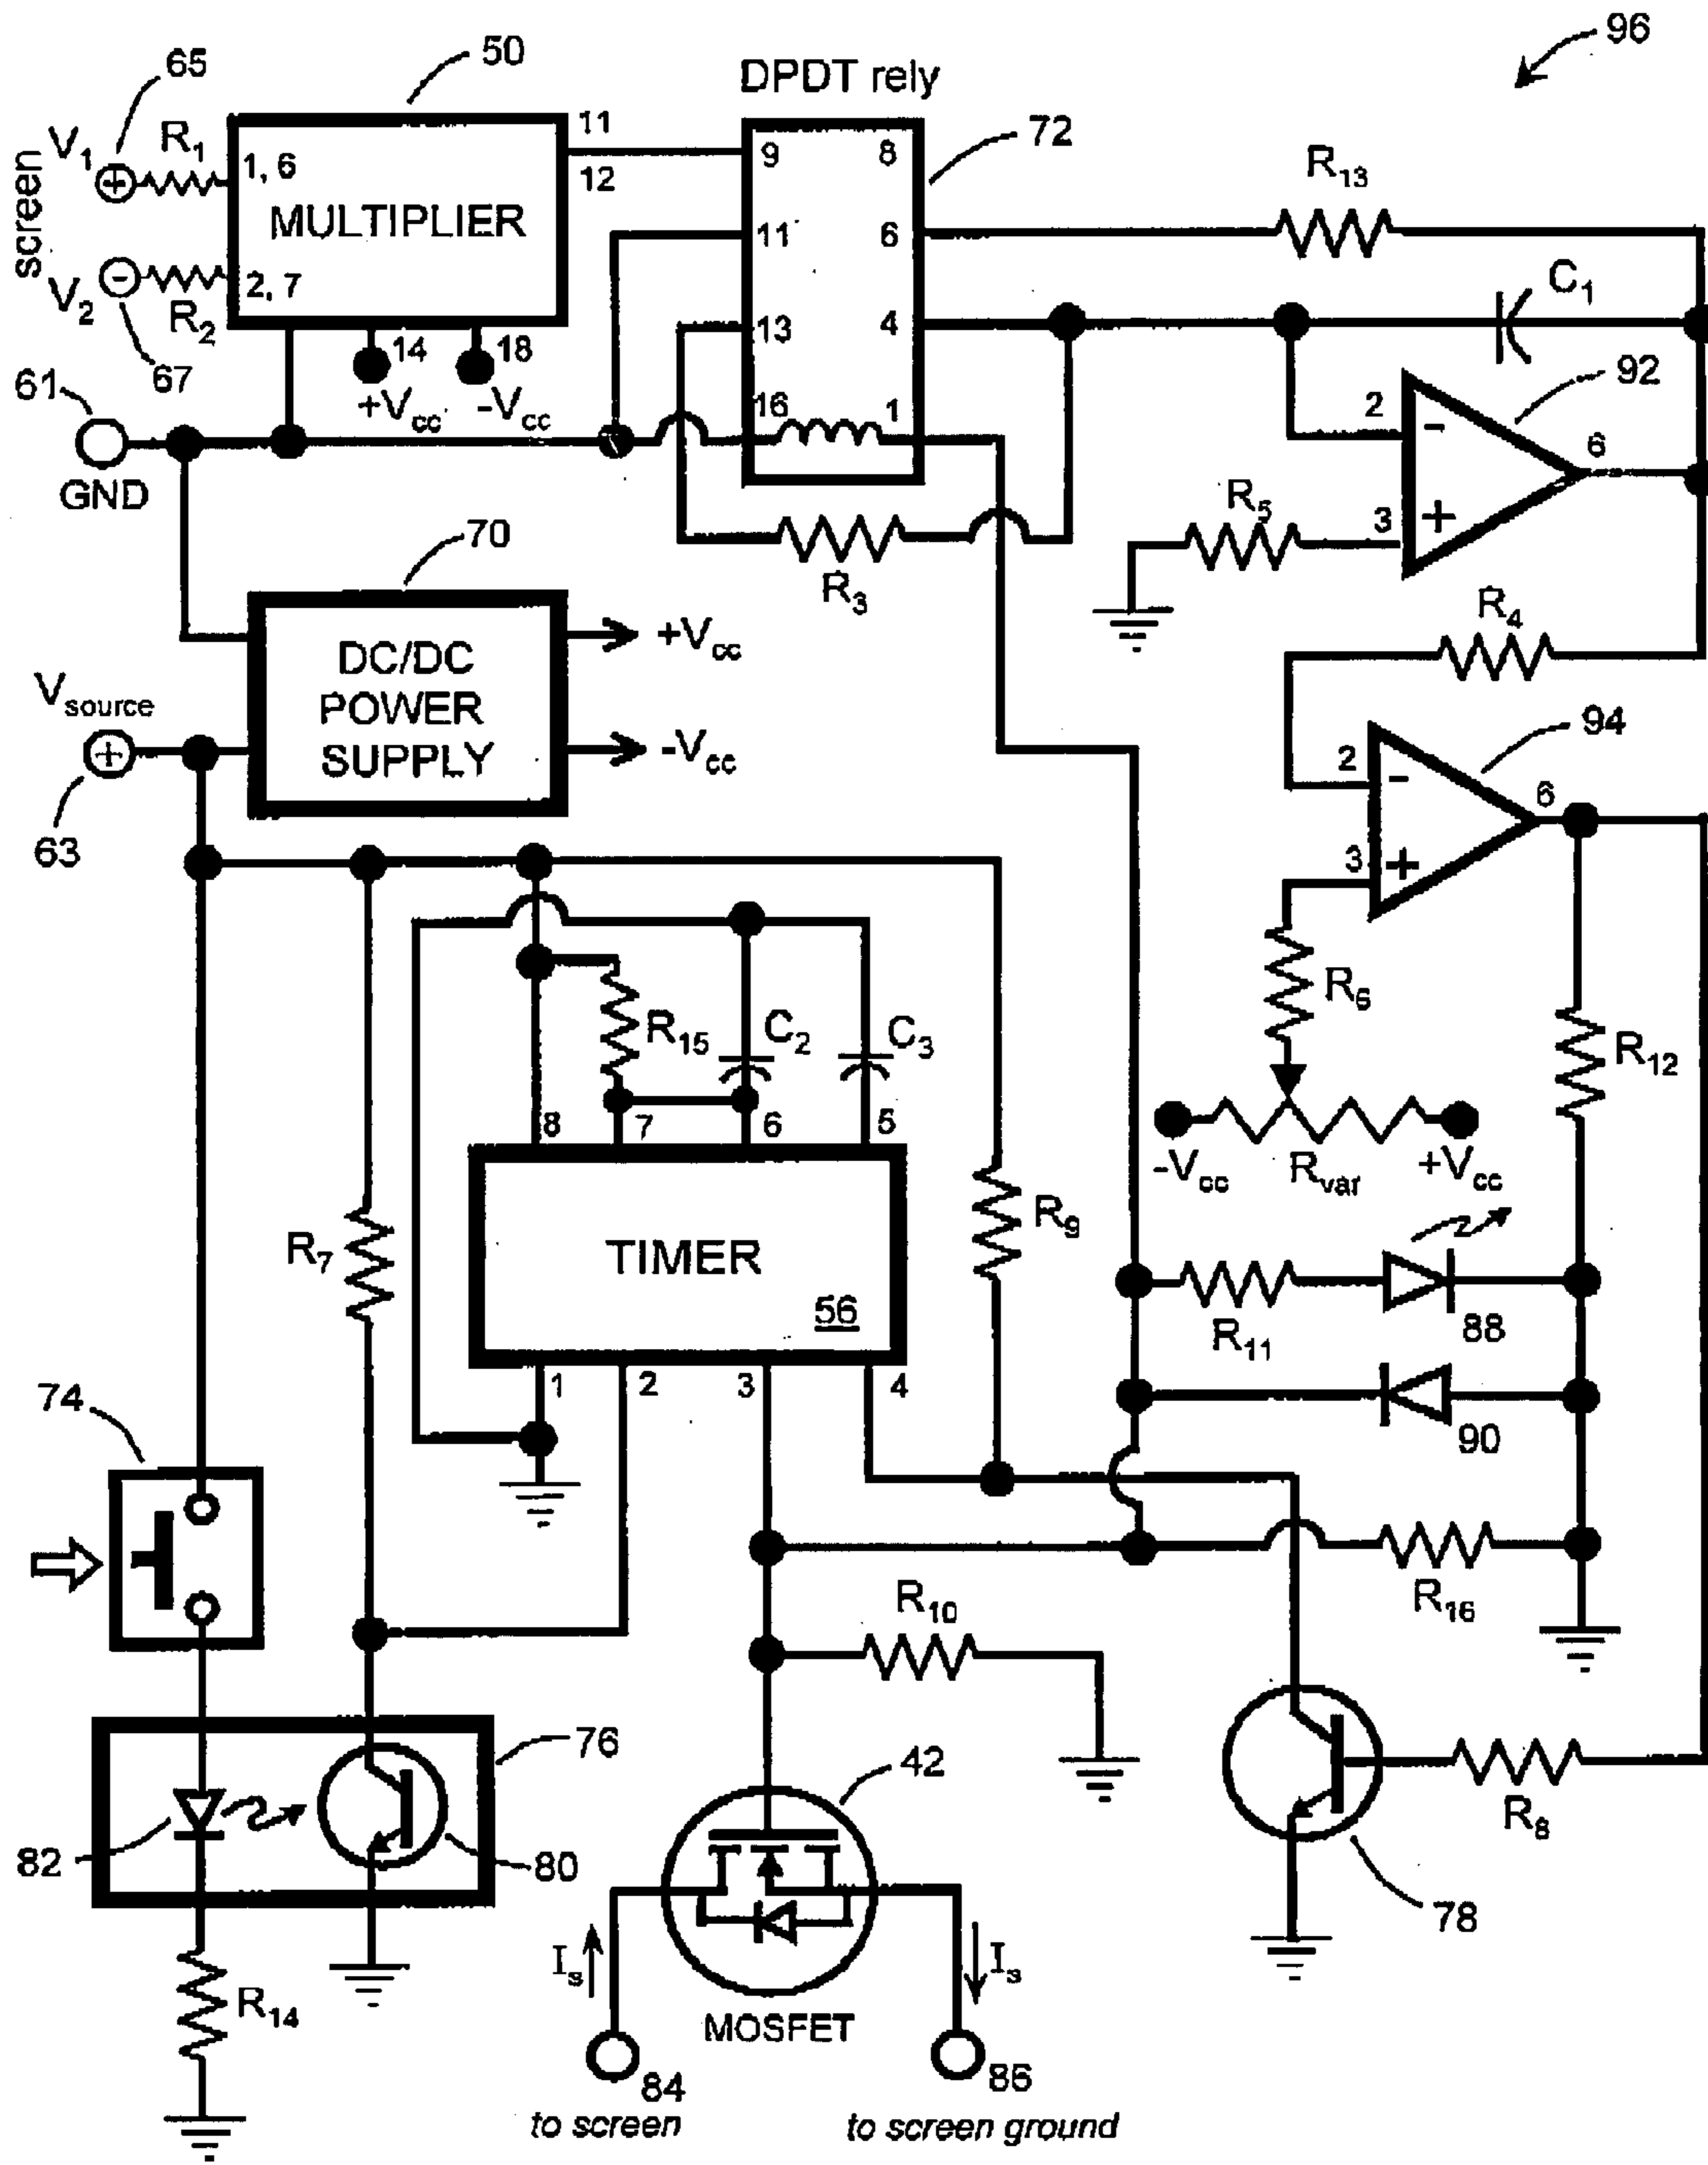 96
65
50
DPDT rely
72
screen
V1
R1
1, 6
MULTIPLIER
11
12
9
8
R13
11
6
V2
R2
2, 7
13
4
C1
67
14
18
+Vcc
-Vcc
61
GND
16
1
2
-
92
6
R5
3
+
R3
70
R4
DC/DC
POWER
SUPPLY
+Vcc
-Vcc
Vsource
+
63
94
2
-
6
3
+
R6
R12
R15
C2
C3
8
7
6
5
-Vcc
Rvar
+Vcc
R7
TIMER
56
R9
R11
88
1
2
3
4
90
74
R10
R16
76
42
R8
82
80
78
Is
Is
R14
MOSFET
84
86
to screen
to screen ground